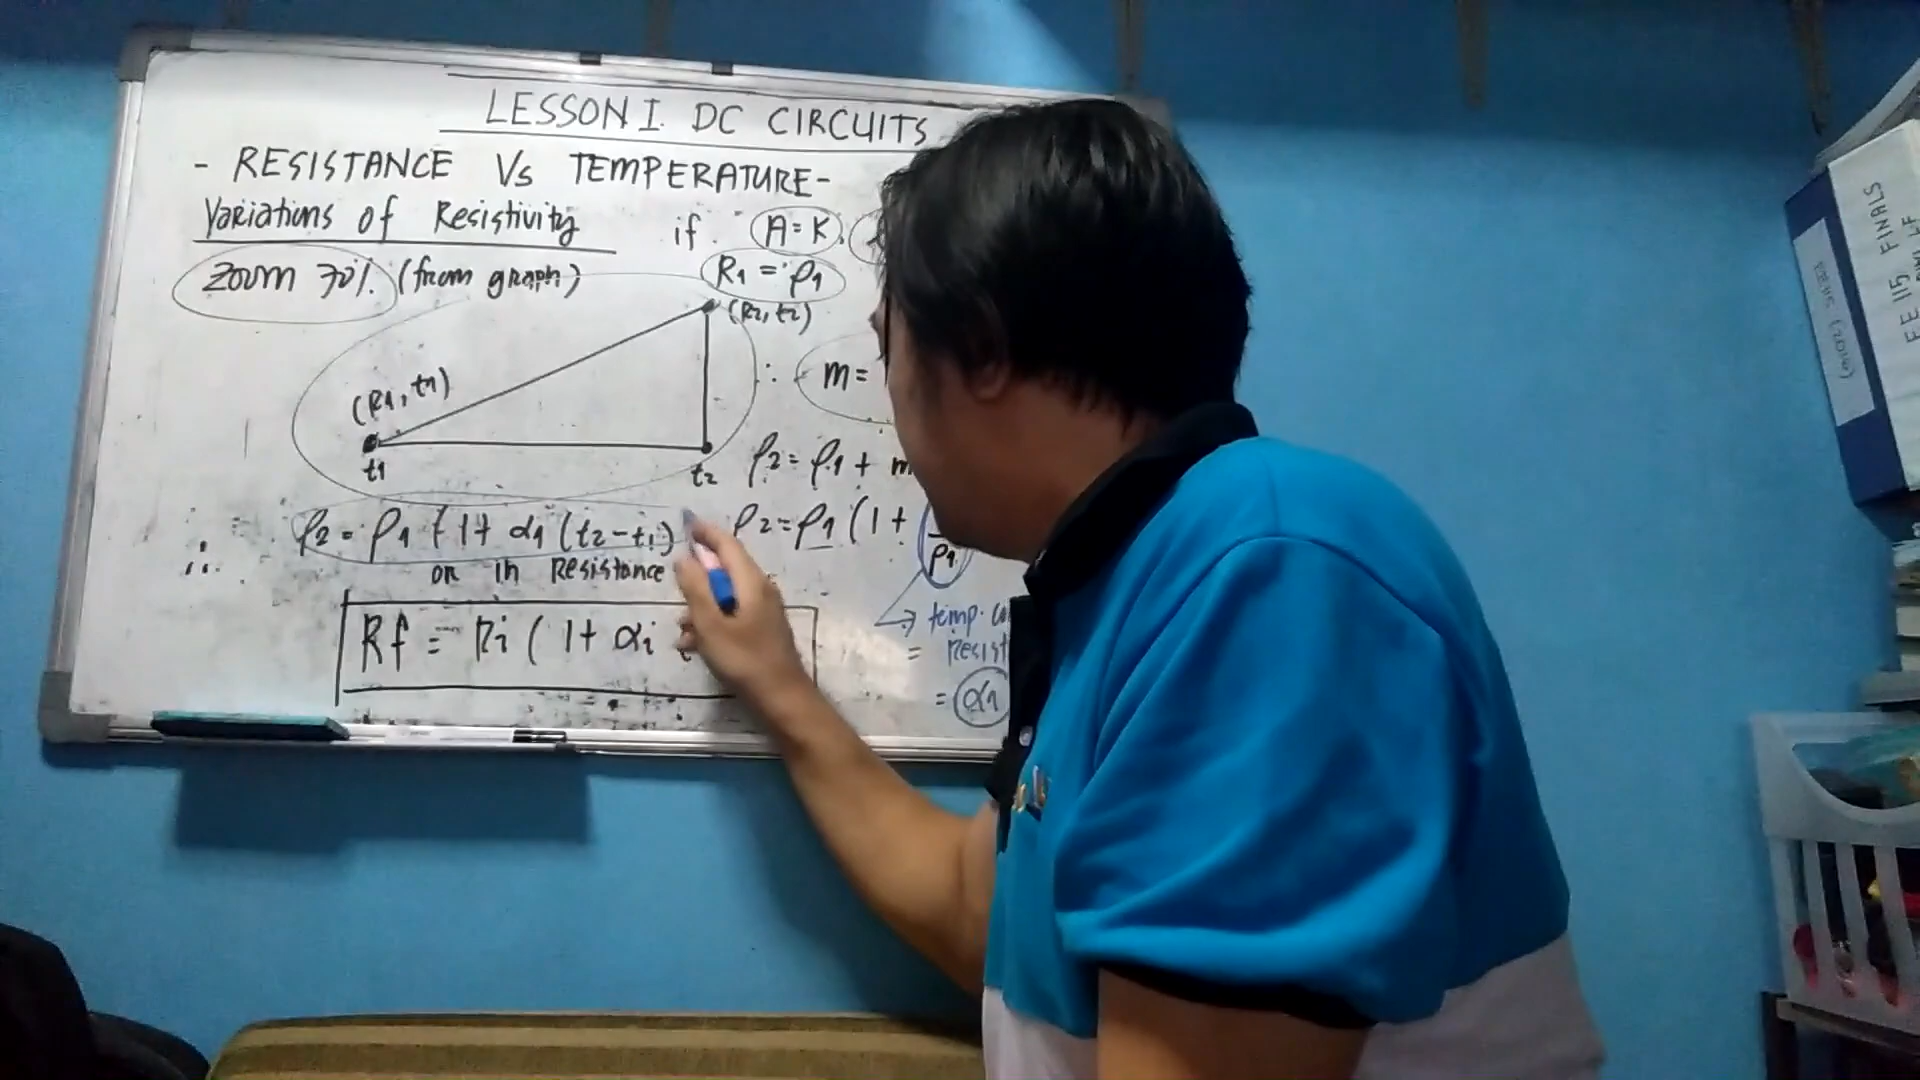 LESSON I. DC CIRCUITS
- RESISTANCE Vs TEMPERATURE -
Variations of Resistivity
if A = K,
Zoom 70% (from graph)
R1 = ρ1
(R2, t2)
(R1, t1)
∴ m =
t1
t2
ρ2 = ρ1 + m
∴ ρ2 = ρ1 ( 1 + α1 (t2 - t1)
ρ2 = ρ1 (1 +
ρ1
or in Resistance
Rf = Ri ( 1 + αi
→ temp.
=
= α1
EE 115 FINALS